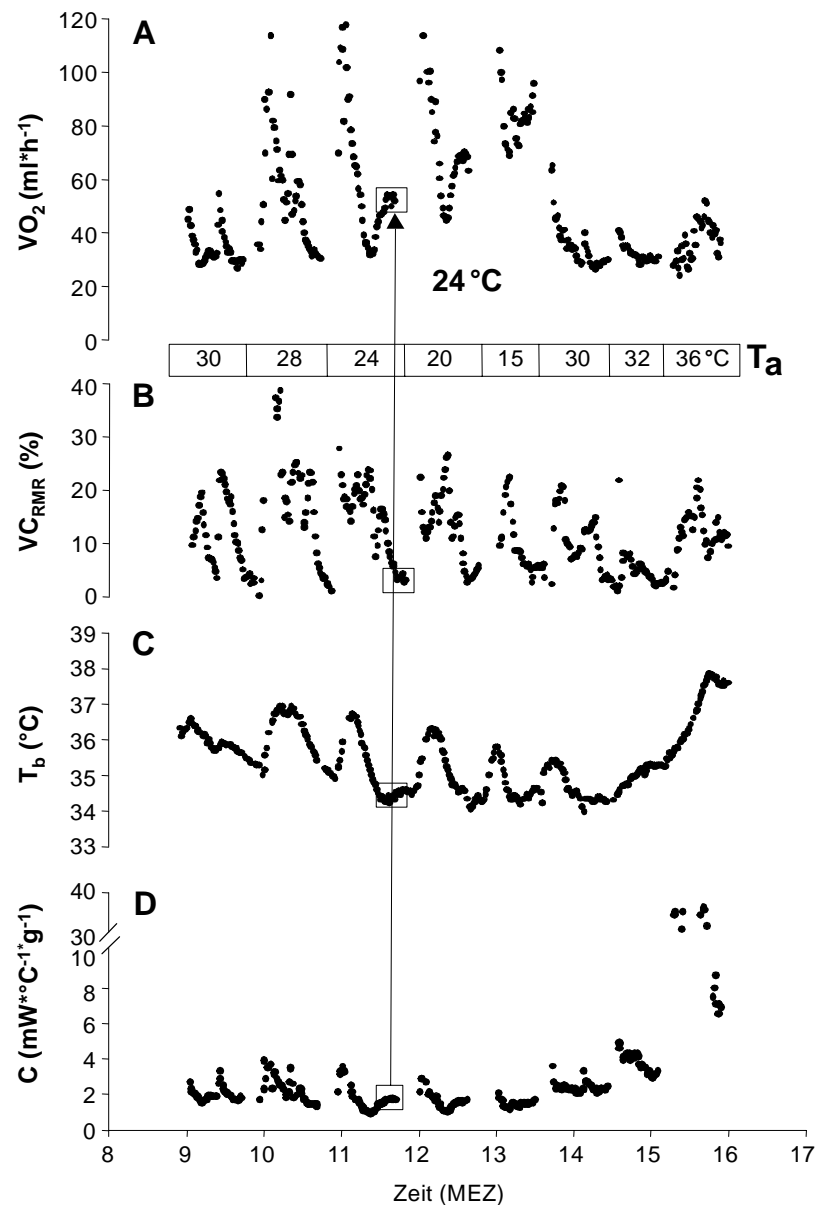 A
120
100
80
60
40
20
0
VO₂ (ml*h⁻¹)
24 °C
30 28 24 20 15 30 32 36 °C Ta
B
40
30
20
10
0
VC_RMR (%)
C
39
38
37
36
35
34
33
T_b (°C)
D
40
30
10
8
6
4
2
0
C (mW*°C⁻¹*g⁻¹)
8 9 10 11 12 13 14 15 16 17
Zeit (MEZ)